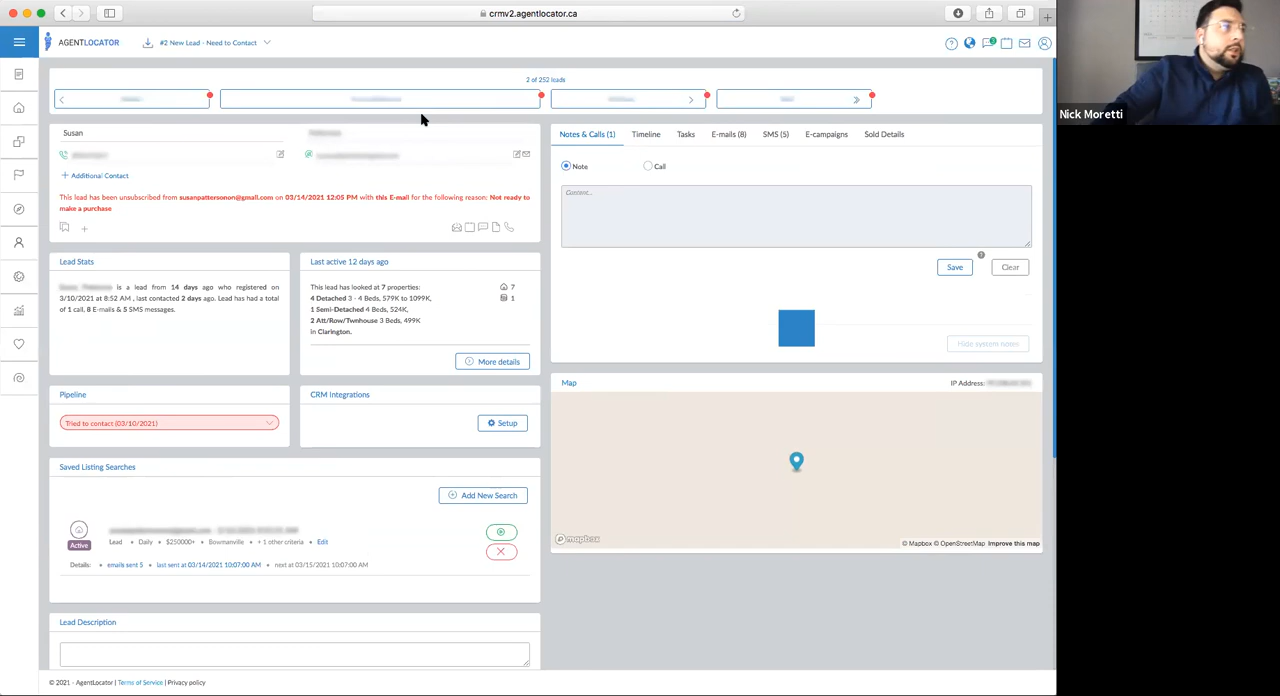 crmv2.agentlocator.ca
AGENTLOCATOR
#2 New Lead - Need to Contact
3
Nick Moretti
2 of 252 leads
Susan
+ Additional Contact
This lead has been unsubscribed from susanpattersonon@gmail.com on 03/14/2021 12:05 PM with this E-mail for the following reason: Not ready to
make a purchase
Notes & Calls (1)
Timeline
Tasks
E-mails (8)
SMS (5)
E-campaigns
Sold Details
Note
Call
Content...
Save
?
Clear
Hide system notes
Lead Stats
is a lead from 14 days ago who registered on
3/10/2021 at 8:52 AM , last contacted 2 days ago. Lead has had a total
of 1 call, 8 E-mails & 5 SMS messages.
Last active 12 days ago
This lead has looked at 7 properties:
4 Detached 3 - 4 Beds, 579K to 1099K,
1 Semi-Detached 4 Beds, 524K,
2 Att/Row/Twnhouse 3 Beds, 499K
in Clarington.
7
1
More details
Pipeline
Tried to contact (03/10/2021)
CRM Integrations
Setup
Map
IP Address:
mapbox
© Mapbox © OpenStreetMap Improve this map
Saved Listing Searches
Add New Search
Active
Lead • Daily • $250000+ • Bowmanville • + 1 other criteria • Edit
Details: • emails sent 5 • last sent at 03/14/2021 10:07:00 AM • next at 03/15/2021 10:07:00 AM
Lead Description
© 2021 - AgentLocator | Terms of Service | Privacy policy